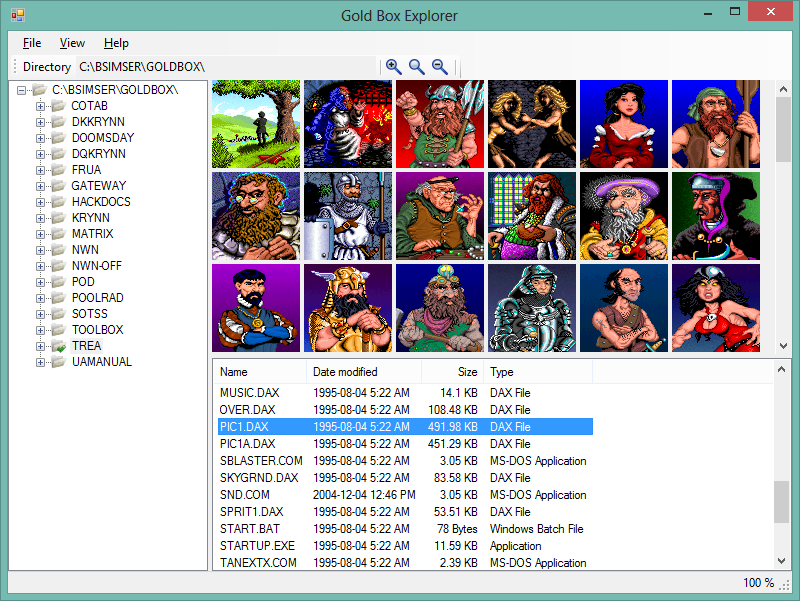 Gold Box Explorer
File View Help
Directory C:\BSIMSER\GOLDBOX\
C:\BSIMSER\GOLDBOX\
COTAB
DKKRYNN
DOOMSDAY
DQKRYNN
FRUA
GATEWAY
HACKDOCS
KRYNN
MATRIX
NWN
NWN-OFF
POD
POOLRAD
SOTSS
TOOLBOX
TREA
UAMANUAL
Name Date modified Size Type
MUSIC.DAX 1995-08-04 5:22 AM 14.1 KB DAX File
OVER.DAX 1995-08-04 5:22 AM 108.48 KB DAX File
PIC1.DAX 1995-08-04 5:22 AM 491.98 KB DAX File
PIC1A.DAX 1995-08-04 5:22 AM 451.29 KB DAX File
SBLASTER.COM 1995-08-04 5:22 AM 3.05 KB MS-DOS Application
SKYGRND.DAX 1995-08-04 5:22 AM 83.58 KB DAX File
SND.COM 2004-12-04 12:46 PM 3.05 KB MS-DOS Application
SPRIT1.DAX 1995-08-04 5:22 AM 53.51 KB DAX File
START.BAT 1995-08-04 5:22 AM 78 Bytes Windows Batch File
STARTUP.EXE 1995-08-04 5:22 AM 11.59 KB Application
TANEXTX.COM 1995-08-04 5:22 AM 2.39 KB MS-DOS Application
100 %